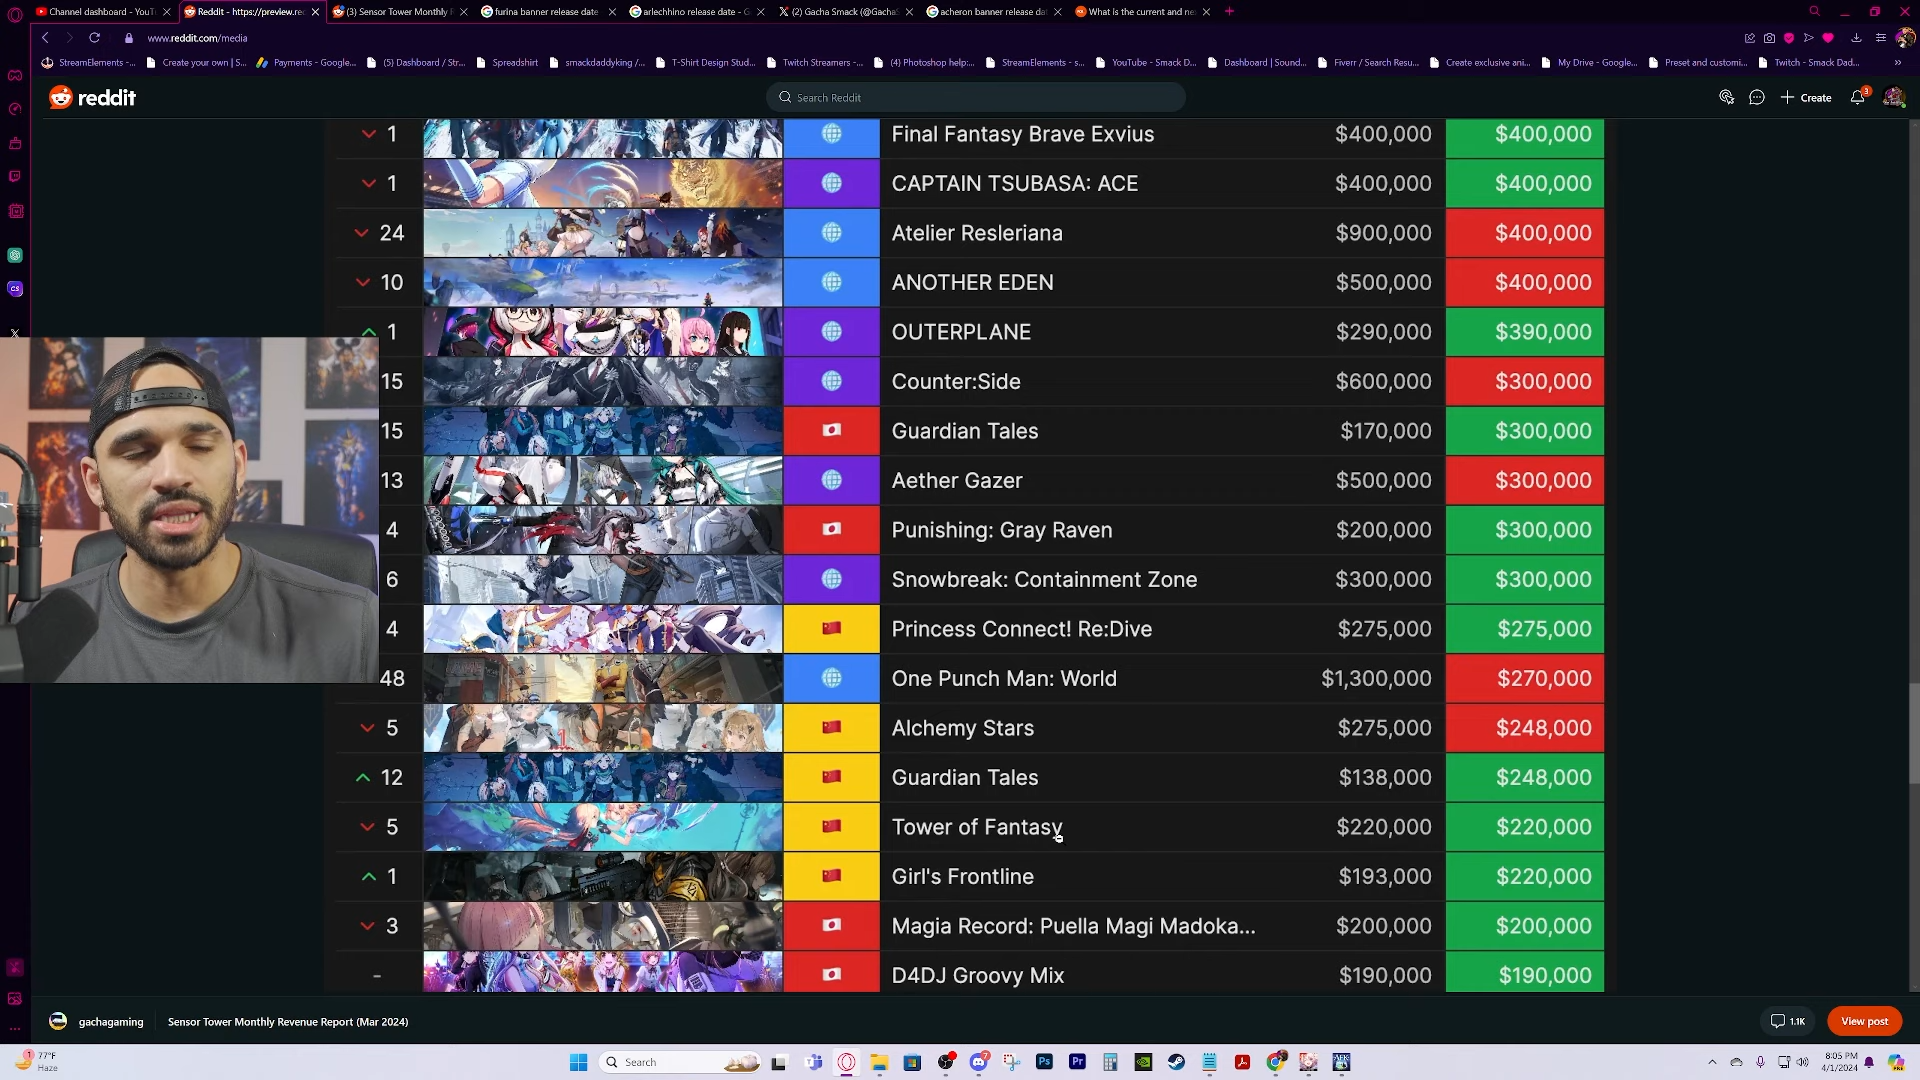 Channel dashboard - YouT
Reddit - https://preview.rec
(3) Sensor Tower Monthly R
furina banner release date
arlechhino release date - G
(2) Gacha Smack (@GachaS
acheron banner release dat
What is the current and ne
www.reddit.com/media
StreamElements -...
Create your own | S...
Payments - Google...
(5) Dashboard / Str...
Spreadshirt
smackdaddyking /...
T-Shirt Design Stud...
Twitch Streamers -...
(4) Photoshop help:...
StreamElements - s...
YouTube - Smack D...
Dashboard | Sound...
Fiverr / Search Resu...
Create exclusive ani...
My Drive - Google...
Preset and customi...
Twitch - Smack Dad...
reddit
Search Reddit
Create
3
1 Final Fantasy Brave Exvius $400,000 $400,000
1 CAPTAIN TSUBASA: ACE $400,000 $400,000
24 Atelier Resleriana $900,000 $400,000
10 ANOTHER EDEN $500,000 $400,000
1 OUTERPLANE $290,000 $390,000
15 Counter:Side $600,000 $300,000
15 Guardian Tales $170,000 $300,000
13 Aether Gazer $500,000 $300,000
4 Punishing: Gray Raven $200,000 $300,000
6 Snowbreak: Containment Zone $300,000 $300,000
4 Princess Connect! Re:Dive $275,000 $275,000
48 One Punch Man: World $1,300,000 $270,000
5 Alchemy Stars $275,000 $248,000
12 Guardian Tales $138,000 $248,000
5 Tower of Fantasy $220,000 $220,000
1 Girl's Frontline $193,000 $220,000
3 Magia Record: Puella Magi Madoka... $200,000 $200,000
- D4DJ Groovy Mix $190,000 $190,000
gachagaming
Sensor Tower Monthly Revenue Report (Mar 2024)
1.1K
View post
1
77°F
Haze
Search
7
8:05 PM
4/1/2024